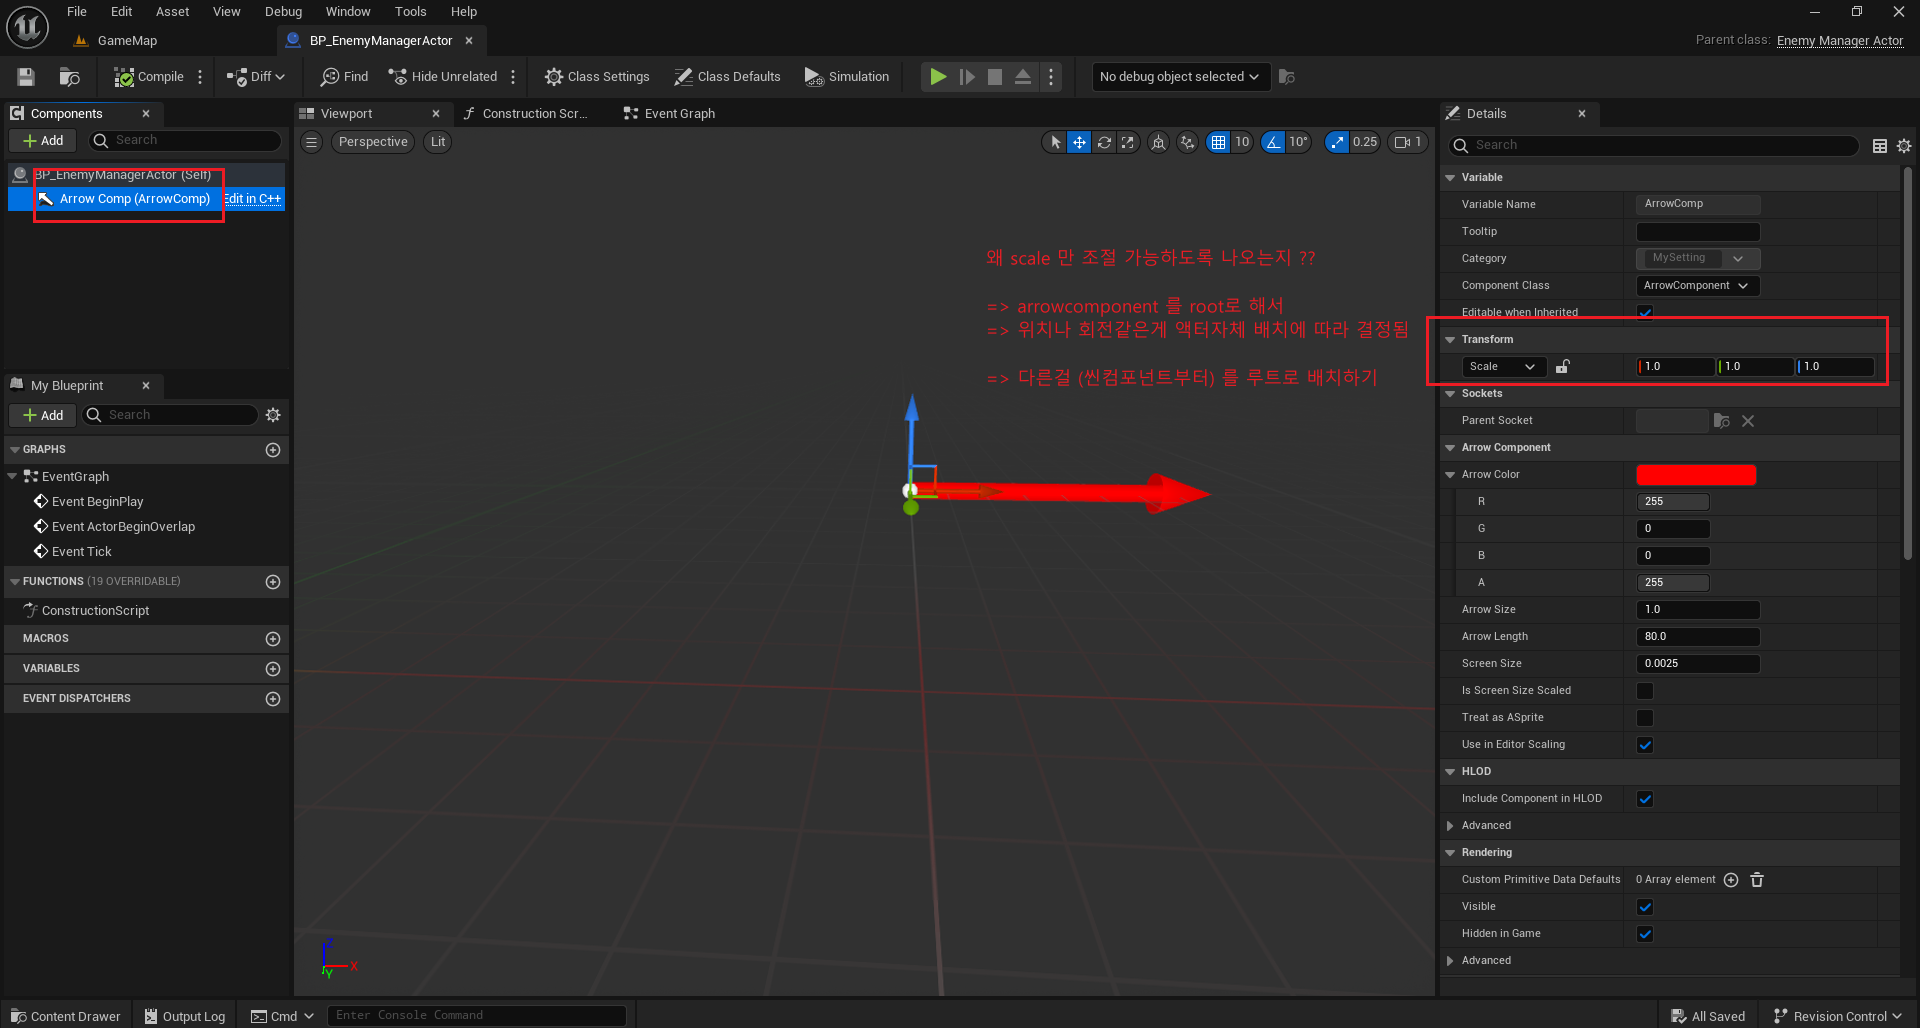 File Edit Asset View Debug Window Tools Help
GameMap
BP_EnemyManagerActor
Parent class: Enemy Manager Actor
Compile
Diff
Find
Hide Unrelated
Class Settings
Class Defaults
Simulation
No debug object selected
Components
Add
Search
BP_EnemyManagerActor (Self)
Arrow Comp (ArrowComp) Edit in C++
My Blueprint
Add
Search
GRAPHS
EventGraph
Event BeginPlay
Event ActorBeginOverlap
Event Tick
FUNCTIONS (19 OVERRIDABLE)
ConstructionScript
MACROS
VARIABLES
EVENT DISPATCHERS
Viewport
Construction Scr...
Event Graph
Perspective
Lit
10
10°
0.25
1
왜 scale 만 조절 가능하도록 나오는지 ??
=> arrowcomponent 를 root로 해서
=> 위치나 회전같은게 액터자체 배치에 따라 결정됨
=> 다른걸 (씬컴포넌트부터) 를 루트로 배치하기
Z
X
Y
Details
Search
Variable
Variable Name ArrowComp
Tooltip
Category MySetting
Component Class ArrowComponent
Editable when Inherited
Transform
Scale 1.0 1.0 1.0
Sockets
Parent Socket
Arrow Component
Arrow Color
R 255
G 0
B 0
A 255
Arrow Size 1.0
Arrow Length 80.0
Screen Size 0.0025
Is Screen Size Scaled
Treat as ASprite
Use in Editor Scaling
HLOD
Include Component in HLOD
Advanced
Rendering
Custom Primitive Data Defaults 0 Array element
Visible
Hidden in Game
Advanced
Content Drawer
Output Log
Cmd
Enter Console Command
All Saved
Revision Control